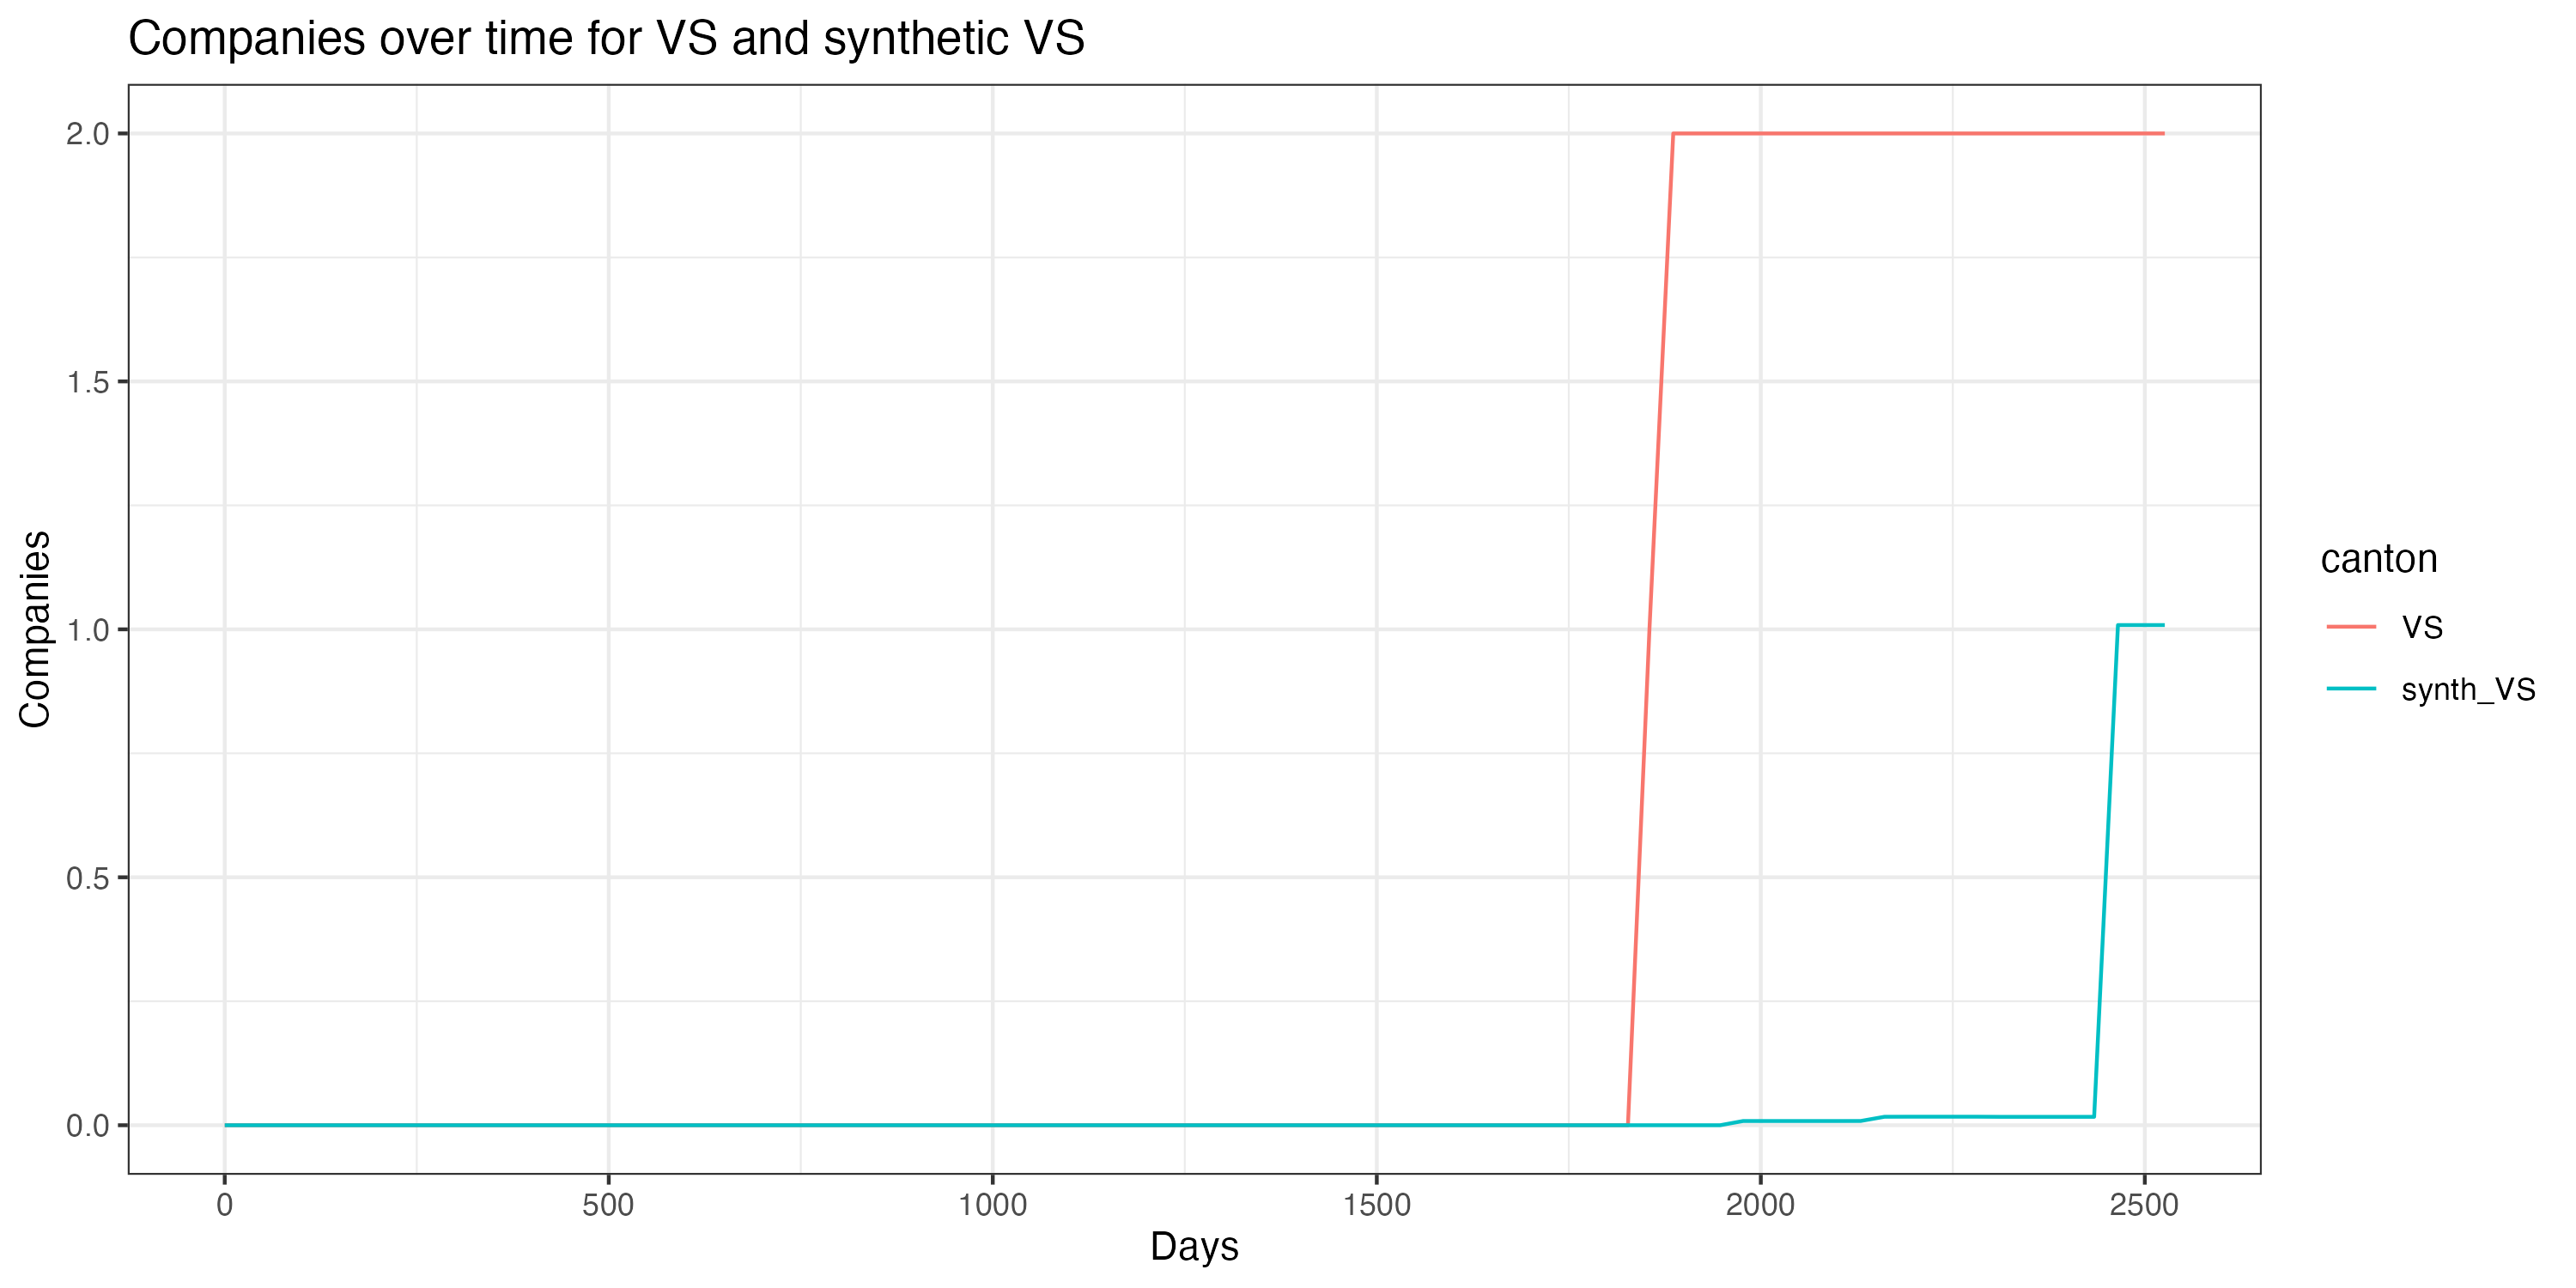 Companies over time for VS and synthetic VS
Companies
2.0
1.5
1.0
0.5
0.0
0
500
1000
1500
2000
2500
Days
canton
VS
synth_VS